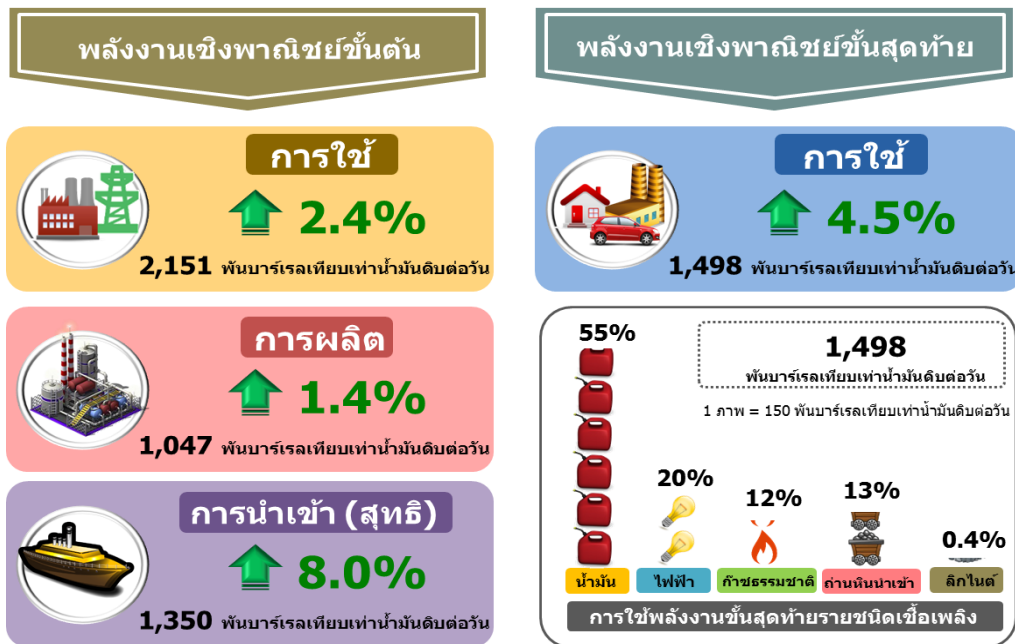 พลังงานเชิงพาณิชย์ขั้นต้น
การใช้
2.4%
2,151 พันบาร์เรลเทียบเท่าน้ำมันดิบต่อวัน
การผลิต
1.4%
1,047 พันบาร์เรลเทียบเท่าน้ำมันดิบต่อวัน
การนำเข้า (สุทธิ)
8.0%
1,350 พันบาร์เรลเทียบเท่าน้ำมันดิบต่อวัน
พลังงานเชิงพาณิชย์ขั้นสุดท้าย
การใช้
4.5%
1,498 พันบาร์เรลเทียบเท่าน้ำมันดิบต่อวัน
1,498
พันบาร์เรลเทียบเท่าน้ำมันดิบต่อวัน
1 ภาพ = 150 พันบาร์เรลเทียบเท่าน้ำมันดิบต่อวัน
55%
20%
12%
13%
0.4%
น้ำมัน
ไฟฟ้า
ก๊าซธรรมชาติ
ถ่านหินนำเข้า
ลิกไนต์
การใช้พลังงานขั้นสุดท้ายรายชนิดเชื้อเพลิง